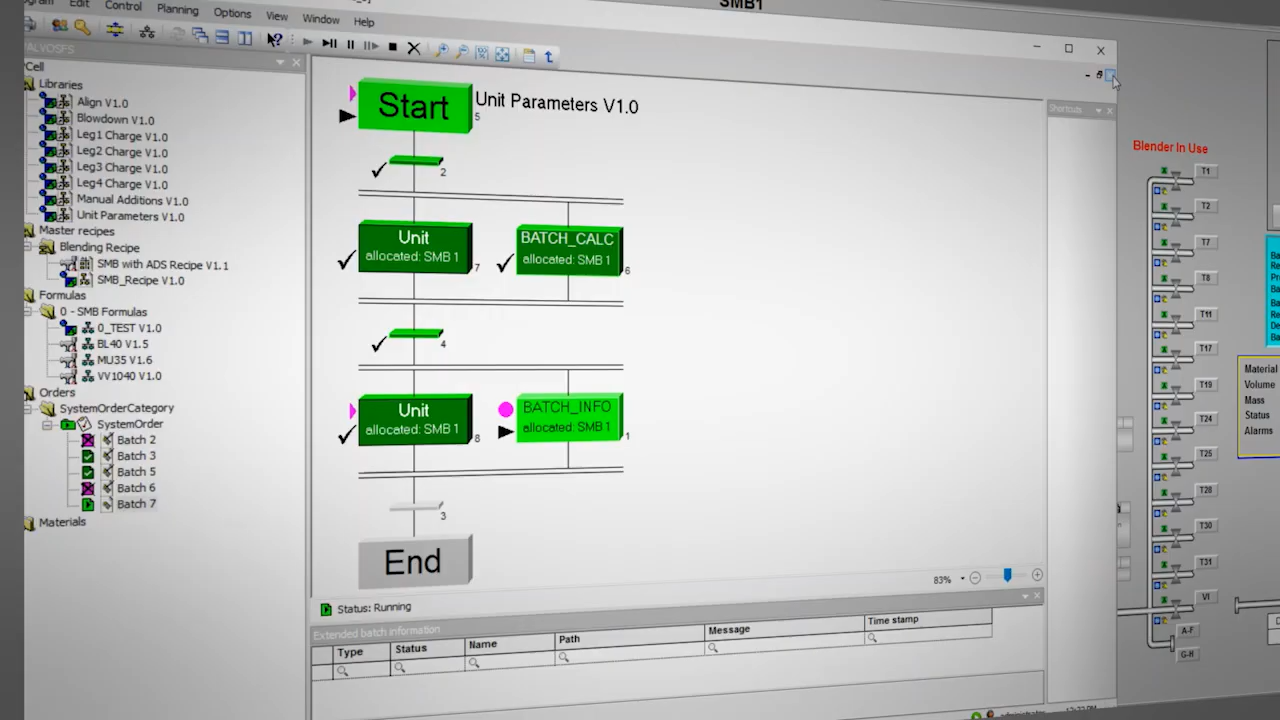 SMB1
Edit Control Planning Options View Window Help
Cell
Libraries
Align V1.0
Blowdown V1.0
Leg1 Charge V1.0
Leg2 Charge V1.0
Leg3 Charge V1.0
Leg4 Charge V1.0
Manual Additions V1.0
Unit Parameters V1.0
Master recipes
Blending Recipe
SMB with ADS Recipe V1.1
SMB_Recipe V1.0
Formulas
0 - SMB Formulas
0_TEST V1.0
BL40 V1.5
MU35 V1.6
VV1040 V1.0
Orders
SystemOrderCategory
SystemOrder
Batch 2
Batch 3
Batch 5
Batch 6
Batch 7
Materials
Start
5
Unit Parameters V1.0
2
Unit
allocated: SMB 1
7
BATCH_CALC
allocated: SMB 1
6
4
Unit
allocated: SMB 1
8
BATCH_INFO
allocated: SMB 1
1
3
End
83%
Status: Running
Extended batch information
Type Status Name Path Message Time stamp
Shortcuts
Blender In Use
T1
T2
T7
T8
T11
T17
T19
T24
T25
T28
T30
T31
VI
A-F
G-H
Material
Volume
Mass
Status
Alarms